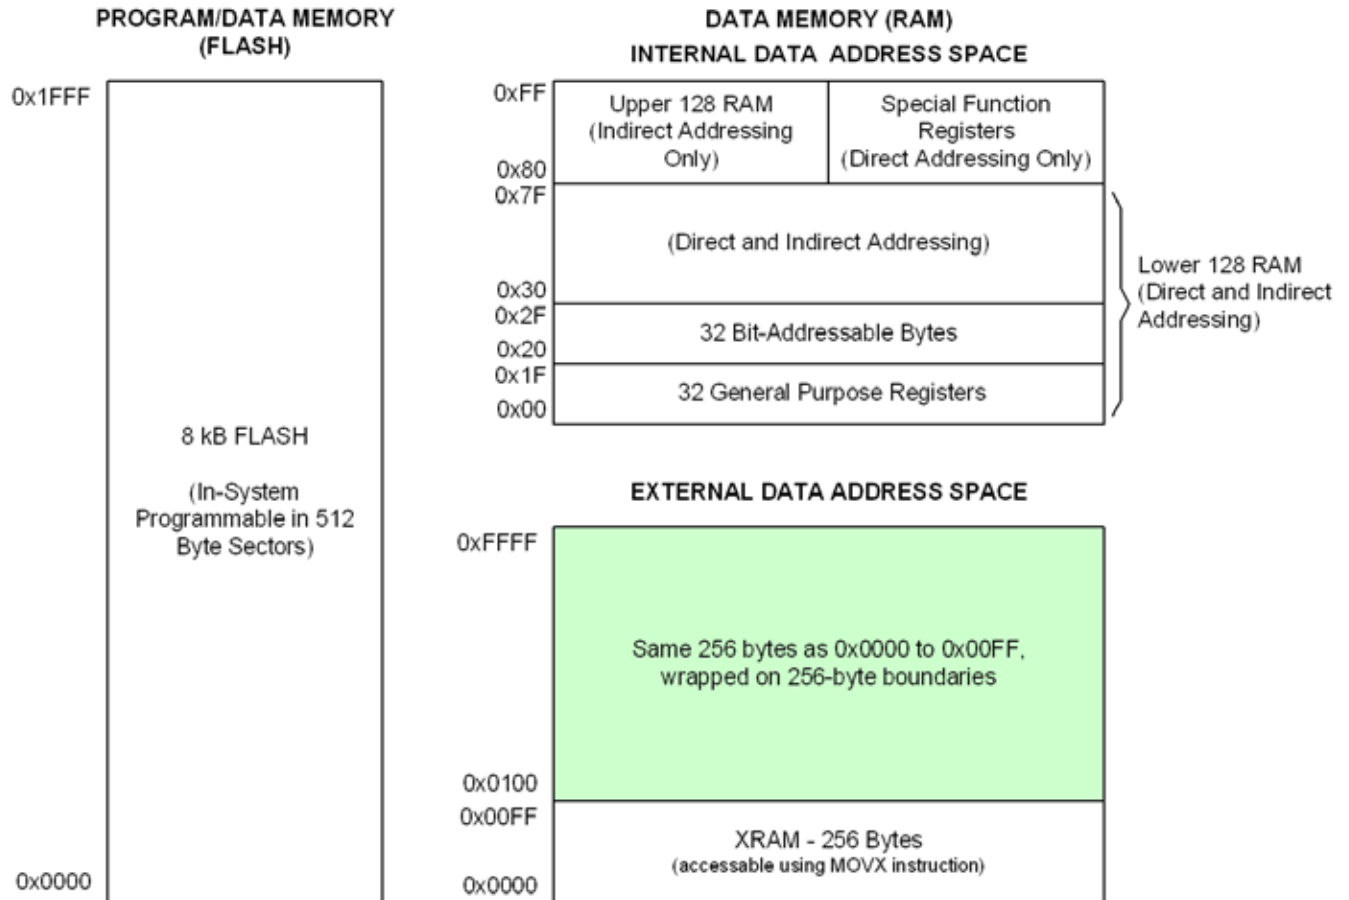 PROGRAM/DATA MEMORY
(FLASH)
0x1FFF
8 kB FLASH
(In-System
Programmable in 512
Byte Sectors)
0x0000
DATA MEMORY (RAM)
INTERNAL DATA ADDRESS SPACE
0xFF
Upper 128 RAM
(Indirect Addressing
Only)
Special Function
Registers
(Direct Addressing Only)
0x80
0x7F
(Direct and Indirect Addressing)
0x30
0x2F
32 Bit-Addressable Bytes
0x20
0x1F
32 General Purpose Registers
0x00
Lower 128 RAM
(Direct and Indirect
Addressing)
EXTERNAL DATA ADDRESS SPACE
0xFFFF
Same 256 bytes as 0x0000 to 0x00FF,
wrapped on 256-byte boundaries
0x0100
0x00FF
XRAM - 256 Bytes
(accessable using MOVX instruction)
0x0000